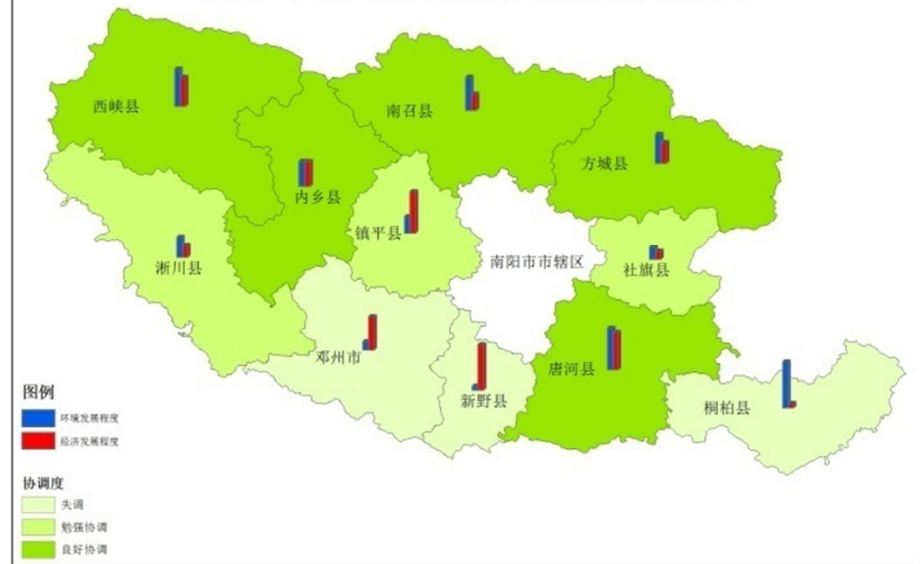 西峡县
南召县
方城县
内乡县
镇平县
南阳市市辖区
淅川县
社旗县
邓州市
唐河县
新野县
桐柏县
图例
环境发展程度
经济发展程度
协调度
失调
勉强协调
良好协调